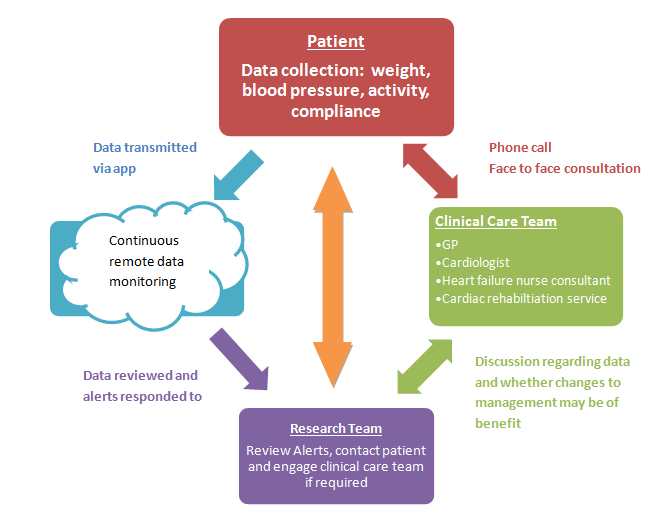 Patient
Data collection:  weight,
blood pressure, activity,
compliance
Data transmitted
via app
Phone call
Face to face consultation
Continuous
remote data
monitoring
Clinical Care Team
•GP
•Cardiologist
•Heart failure nurse consultant
•Cardiac rehabiltiation service
Data reviewed and
alerts responded to
Discussion regarding data
and whether changes to
management may be of
benefit
Research Team
Review Alerts, contact patient
and engage clinical care team
if required